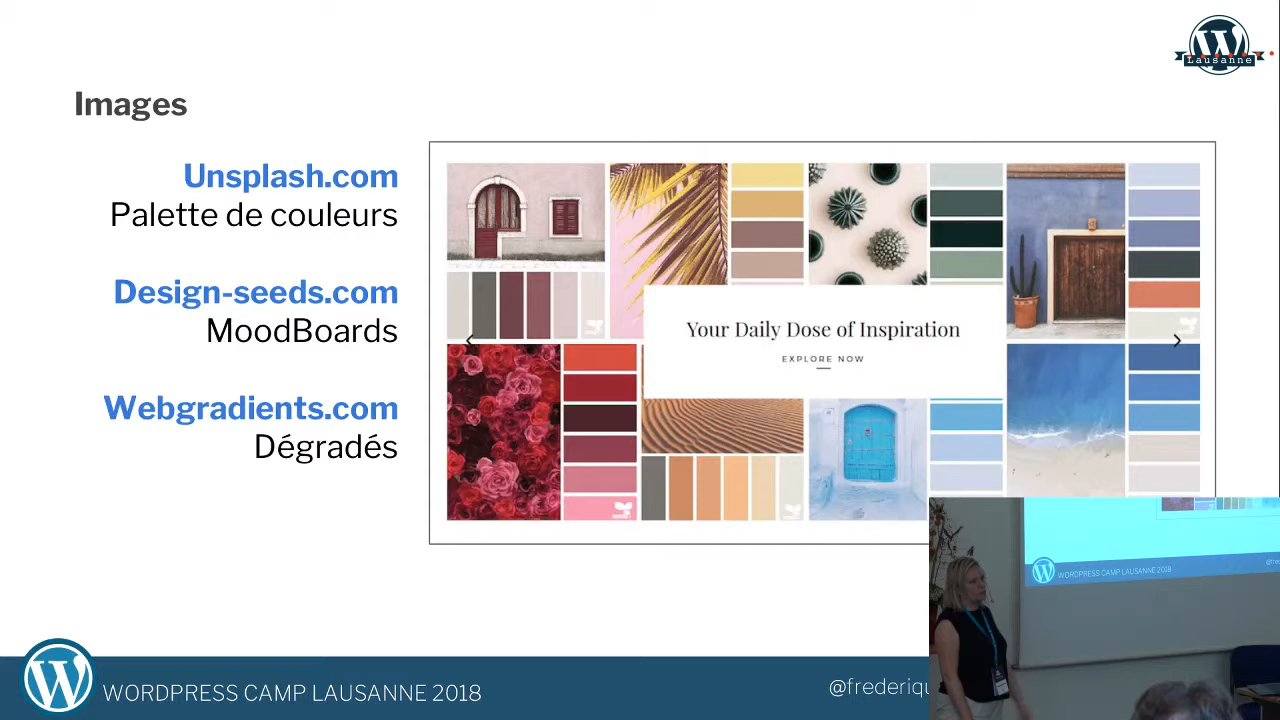 Lausanne
Images
Unsplash.com
Palette de couleurs
Design-seeds.com
MoodBoards
Webgradients.com
Dégradés
Your Daily Dose of Inspiration
EXPLORE NOW
WORDPRESS CAMP LAUSANNE 2018
WORDPRESS CAMP LAUSANNE 2018